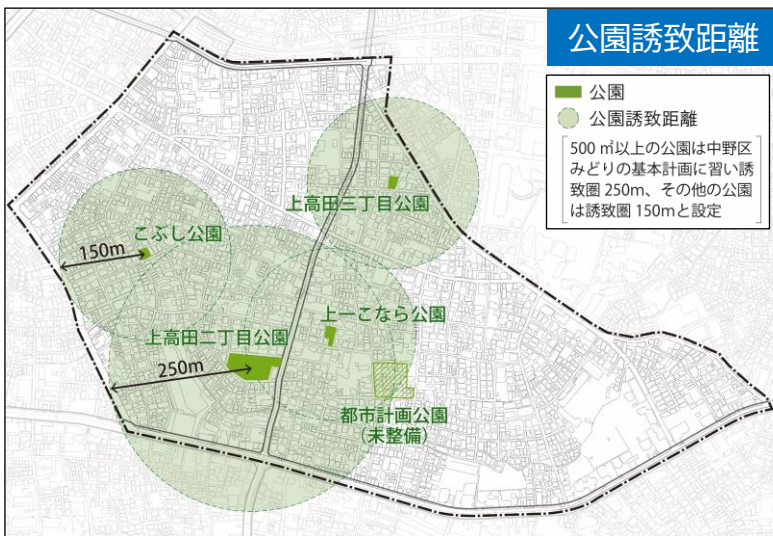 公園誘致距離
公園
公園誘致距離
500 ㎡以上の公園は中野区
みどりの基本計画に習い誘
致圏 250m、その他の公園
は誘致圏 150mと設定
上高田三丁目公園
こぶし公園
150m
上一こなら公園
上高田二丁目公園
250m
都市計画公園
（未整備）